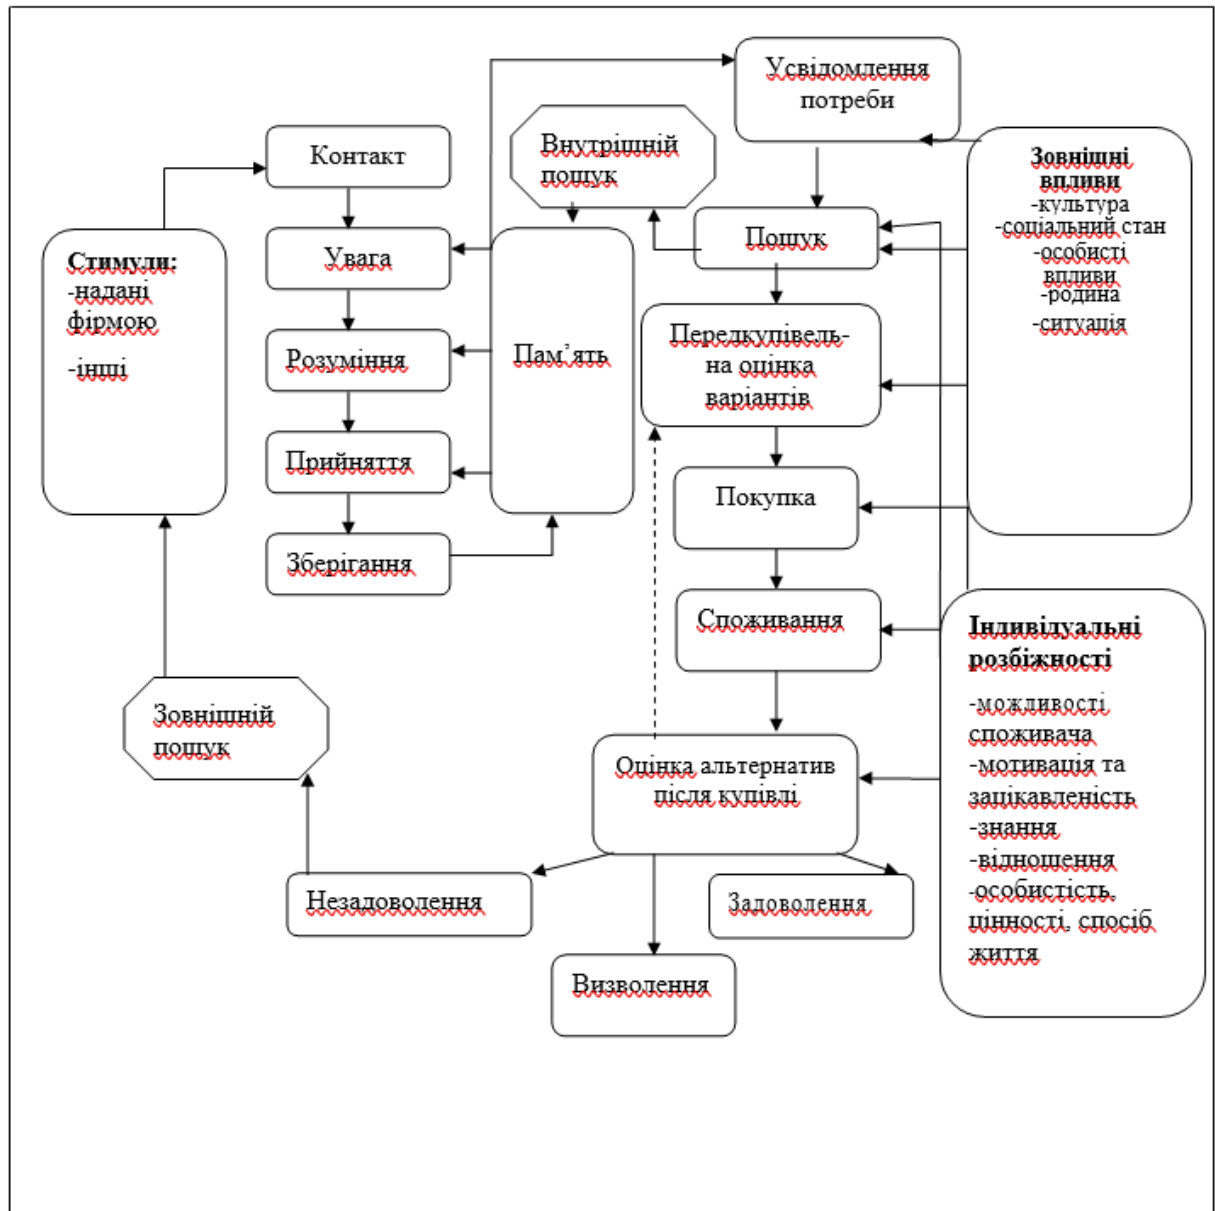 Усвідомлення
потреби
Внутрішній
пошук
Контакт
Зовнішні
впливи
-культура
-соціальний стан
-особисті
впливи
-родина
-ситуація
Стимули:
-надані
фірмою
-інші
Увага
Пошук
Розуміння
Пам’ять
Передкупівель-
на оцінка
варіантів
Прийняття
Покупка
Зберігання
Споживання
Індивідуальні
розбіжності
-можливості
споживача
-мотивація та
зацікавленість
-знання
-відношення
-особистість,
цінності, спосіб
життя
Зовнішній
пошук
Оцінка альтернатив
після купівлі
Незадоволення
Задоволення
Визволення